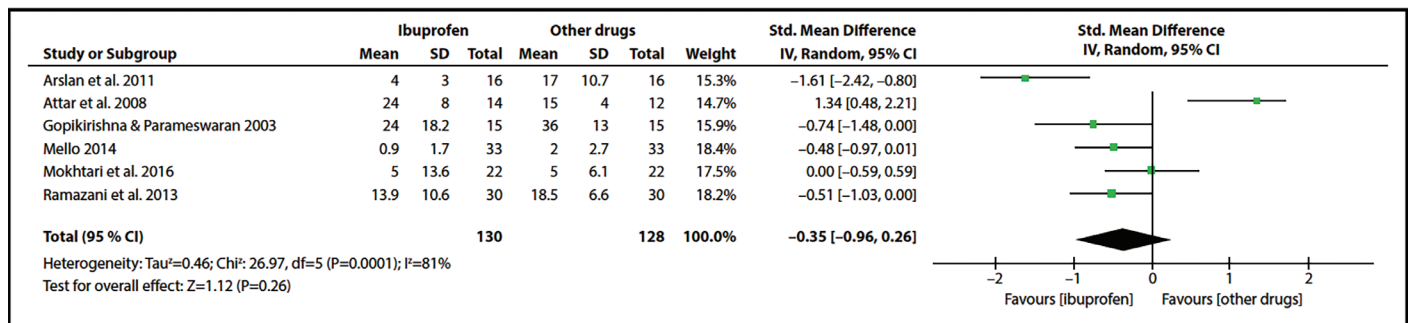 Ibuprofen Other drugs Std. Mean Difference Std. Mean Difference
Study or Subgroup Mean SD Total Mean SD Total Weight IV, Random, 95% CI IV, Random, 95% CI
Arslan et al. 2011 4 3 16 17 10.7 16 15.3% –1.61 [–2.42, –0.80]
Attar et al. 2008 24 8 14 15 4 12 14.7% 1.34 [0.48, 2.21]
Gopikirishna & Parameswaran 2003 24 18.2 15 36 13 15 15.9% –0.74 [–1.48, 0.00]
Mello 2014 0.9 1.7 33 2 2.7 33 18.4% –0.48 [–0.97, 0.01]
Mokhtari et al. 2016 5 13.6 22 5 6.1 22 17.5% 0.00 [–0.59, 0.59]
Ramazani et al. 2013 13.9 10.6 30 18.5 6.6 30 18.2% –0.51 [–1.03, 0.00]
Total (95 % CI) 130 128 100.0% –0.35 [–0.96, 0.26]
Heterogeneity: Tau²=0.46; Chi²: 26.97, df=5 (P=0.0001); I²=81%
Test for overall effect: Z=1.12 (P=0.26)
–2 –1 0 1 2
Favours [ibuprofen] Favours [other drugs]